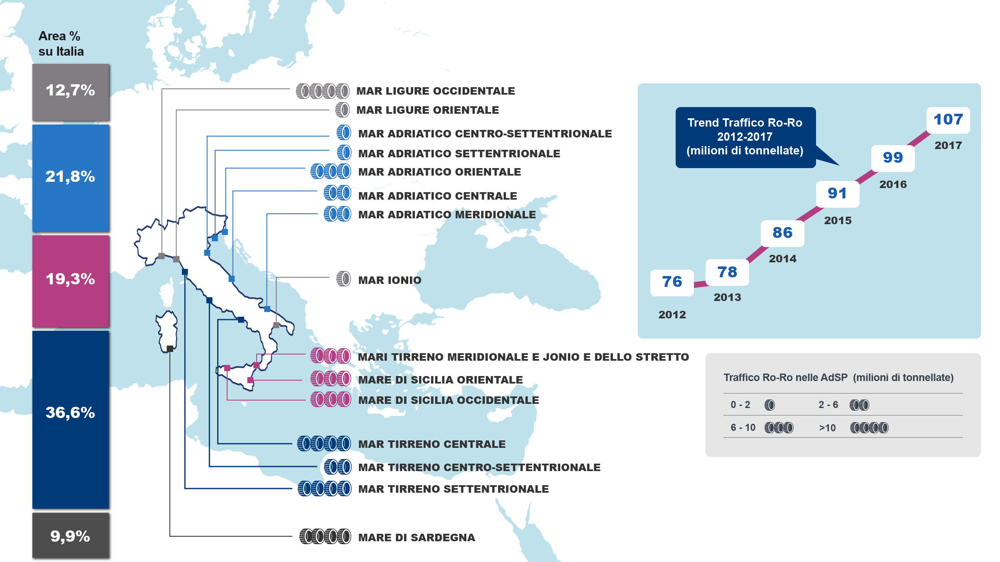 Area %
su Italia
12,7%
21,8%
19,3%
36,6%
9,9%
MAR LIGURE OCCIDENTALE
MAR LIGURE ORIENTALE
MAR ADRIATICO CENTRO-SETTENTRIONALE
MAR ADRIATICO SETTENTRIONALE
MAR ADRIATICO ORIENTALE
MAR ADRIATICO CENTRALE
MAR ADRIATICO MERIDIONALE
MAR IONIO
MARI TIRRENO MERIDIONALE E JONIO E DELLO STRETTO
MARE DI SICILIA ORIENTALE
MARE DI SICILIA OCCIDENTALE
MAR TIRRENO CENTRALE
MAR TIRRENO CENTRO-SETTENTRIONALE
MAR TIRRENO SETTENTRIONALE
MARE DI SARDEGNA
Trend Traffico Ro-Ro
2012-2017
(milioni di tonnellate)
76
2012
78
2013
86
2014
91
2015
99
2016
107
2017
Traffico Ro-Ro nelle AdSP (milioni di tonnellate)
0 - 2
2 - 6
6 - 10
>10